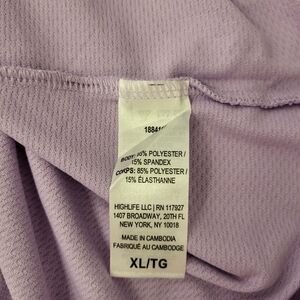 BODY: 85% POLYESTER /
15% SPANDEX
CORPS: 85% POLYESTER /
15% ÉLASTHANNE
HIGHLIFE LLC | RN 117927
1407 BROADWAY, 20TH FL
NEW YORK, NY 10018
MADE IN CAMBODIA
FABRIQUÉ AU CAMBODGE
XL/TG